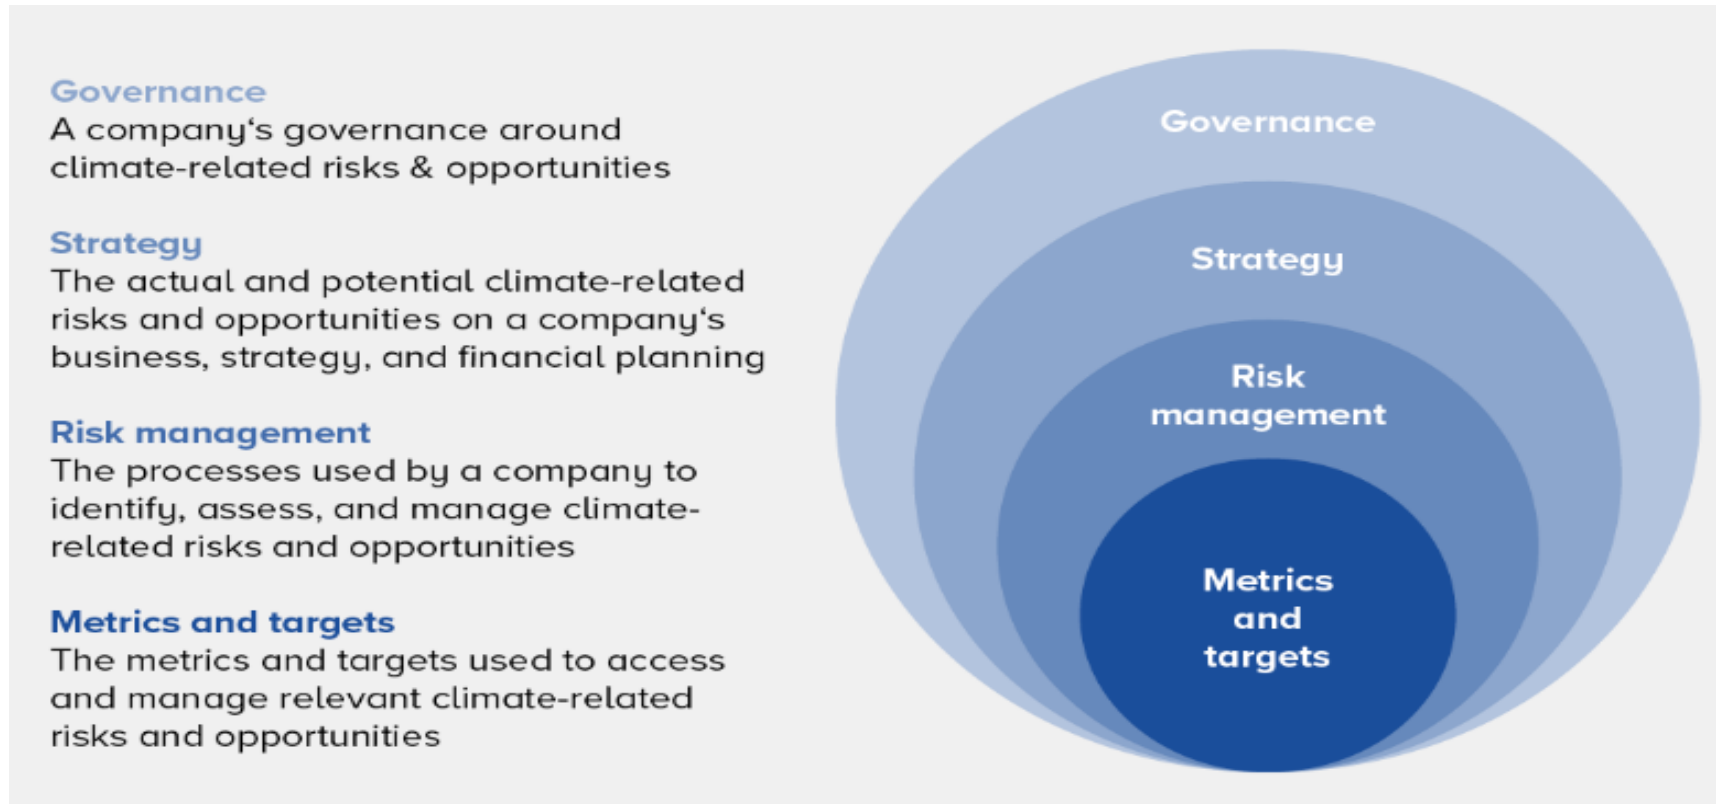 Governance
A company‘s governance around
climate-related risks & opportunities
Strategy
The actual and potential climate-related
risks and opportunities on a company‘s
business, strategy, and financial planning
Risk management
The processes used by a company to
identify, assess, and manage climate-
related risks and opportunities
Metrics and targets
The metrics and targets used to access
and manage relevant climate-related
risks and opportunities
Governance
Strategy
Risk
management
Metrics
and
targets